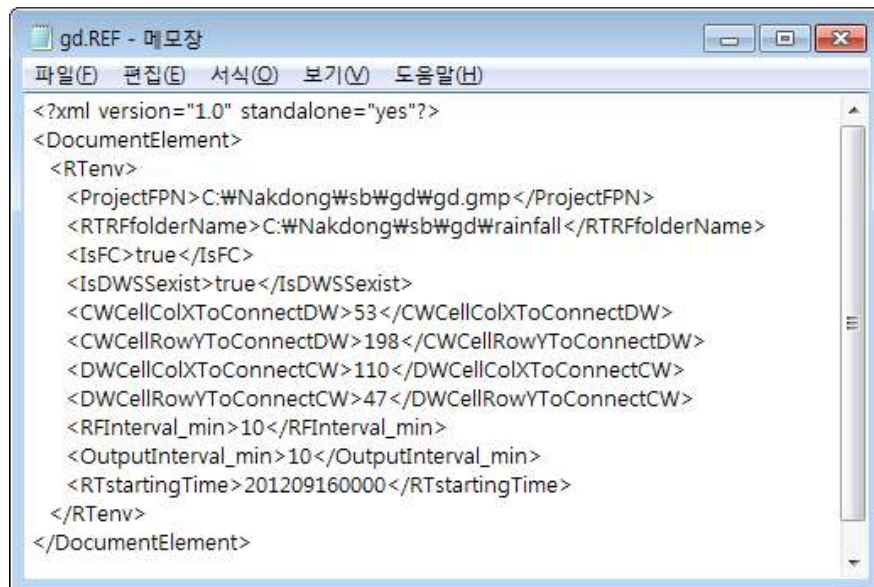 gd.REF - 메모장
파일(F) 편집(E) 서식(O) 보기(V) 도움말(H)
<?xml version="1.0" standalone="yes"?>
<DocumentElement>
<RTenv>
<ProjectFPN>C:₩Nakdong₩sb₩gd₩gd.gmp</ProjectFPN>
<RTRFfolderName>C:₩Nakdong₩sb₩gd₩rainfall</RTRFfolderName>
<IsFC>true</IsFC>
<IsDWSSexist>true</IsDWSSexist>
<CWCellColXToConnectDW>53</CWCellColXToConnectDW>
<CWCellRowYToConnectDW>198</CWCellRowYToConnectDW>
<DWCellColXToConnectCW>110</DWCellColXToConnectCW>
<DWCellRowYToConnectCW>47</DWCellRowYToConnectCW>
<RFInterval_min>10</RFInterval_min>
<OutputInterval_min>10</OutputInterval_min>
<RTstartingTime>201209160000</RTstartingTime>
</RTenv>
</DocumentElement>